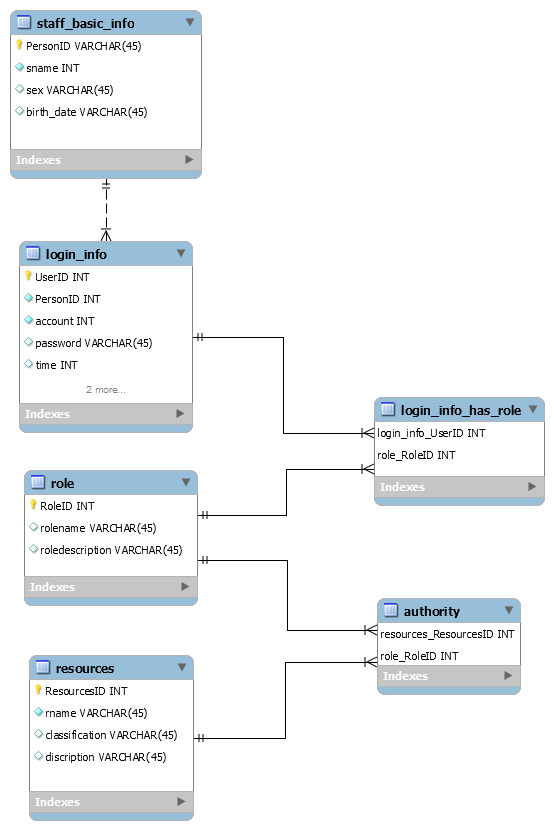 staff_basic_info
PersonID VARCHAR(45)
sname INT
sex VARCHAR(45)
birth_date VARCHAR(45)
Indexes
login_info
UserID INT
PersonID INT
account INT
password VARCHAR(45)
time INT
2 more...
Indexes
login_info_has_role
login_info_UserID INT
role_RoleID INT
Indexes
role
RoleID INT
rolename VARCHAR(45)
roledescription VARCHAR(45)
Indexes
authority
resources_ResourcesID INT
role_RoleID INT
Indexes
resources
ResourcesID INT
rname VARCHAR(45)
classification VARCHAR(45)
discription VARCHAR(45)
Indexes